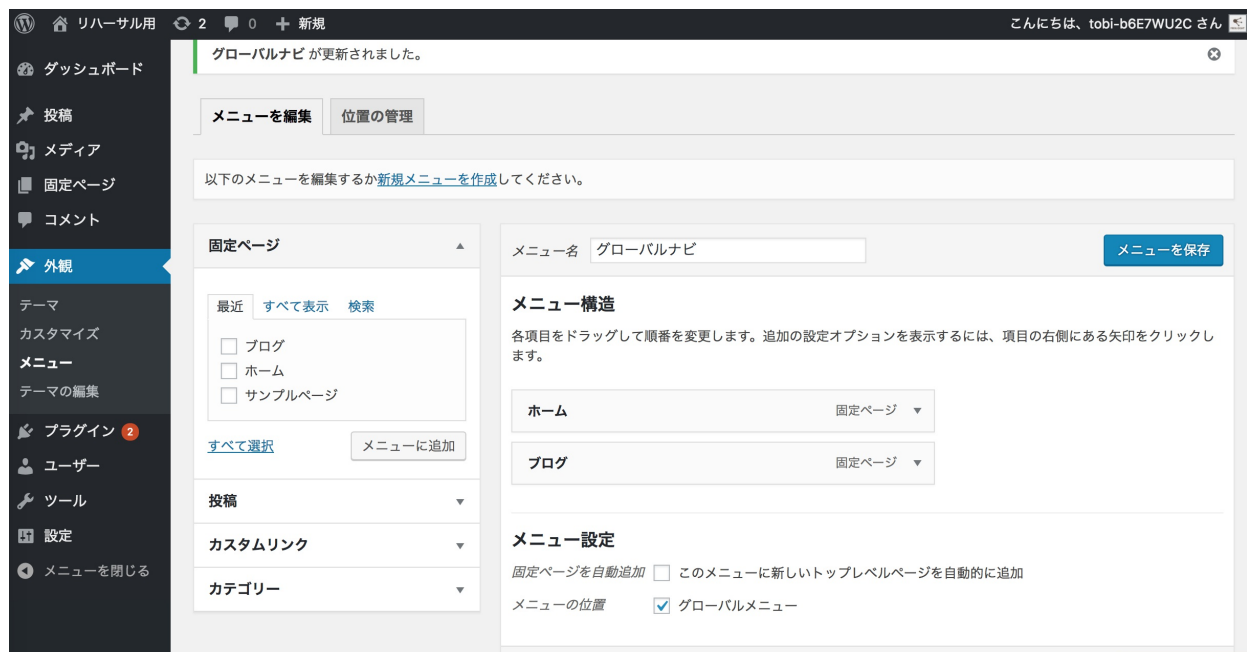 リハーサル用 2 0 新規 こんにちは、tobi-b6E7WU2C さん
ダッシュボード
投稿
メディア
固定ページ
コメント
外観
テーマ
カスタマイズ
メニュー
テーマの編集
プラグイン 2
ユーザー
ツール
設定
メニューを閉じる
グローバルナビ が更新されました。
メニューを編集 位置の管理
以下のメニューを編集するか新規メニューを作成してください。
固定ページ
最近 すべて表示 検索
ブログ
ホーム
サンプルページ
すべて選択 メニューに追加
投稿
カスタムリンク
カテゴリー
メニュー名 グローバルナビ メニューを保存
メニュー構造
各項目をドラッグして順番を変更します。追加の設定オプションを表示するには、項目の右側にある矢印をクリックし
ます。
ホーム 固定ページ
ブログ 固定ページ
メニュー設定
固定ページを自動追加 このメニューに新しいトップレベルページを自動的に追加
メニューの位置 グローバルメニュー